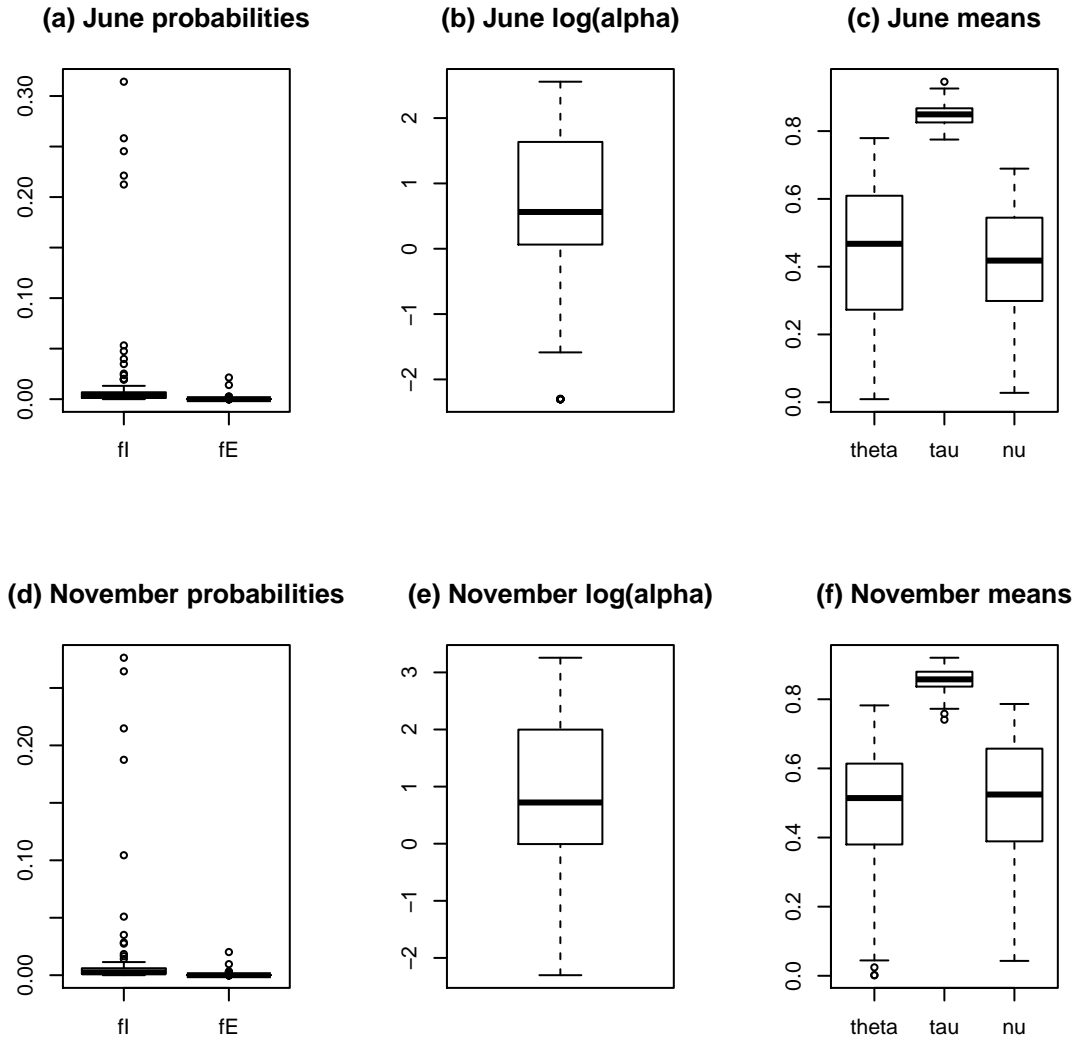 (a) June probabilities
0.30
0.20
0.10
0.00
fI
fE
(b) June log(alpha)
2
1
0
−1
−2
(c) June means
0.8
0.6
0.4
0.2
0.0
theta
tau
nu
(d) November probabilities
0.20
0.10
0.00
fI
fE
(e) November log(alpha)
3
2
1
0
−1
−2
(f) November means
0.8
0.6
0.4
0.2
0.0
theta
tau
nu